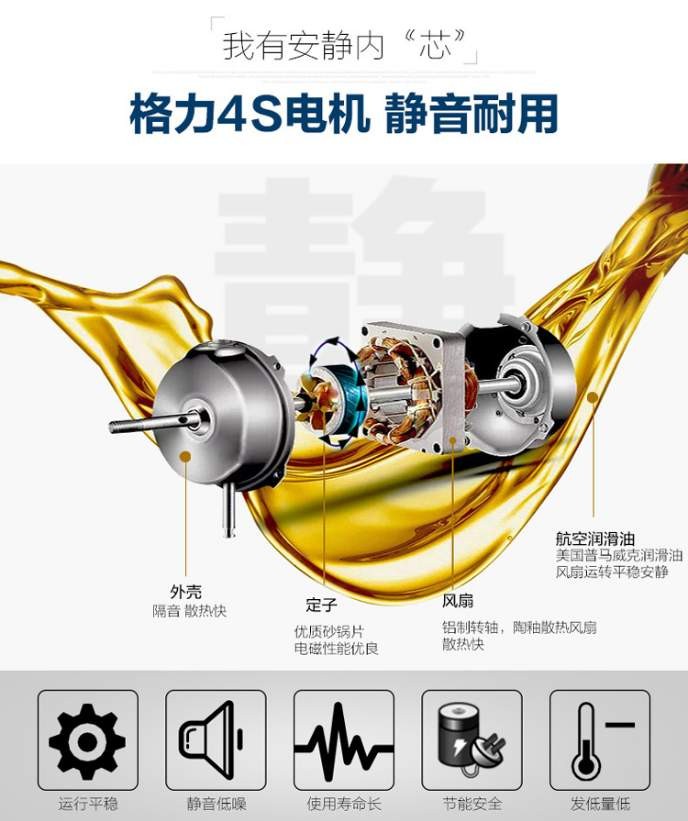 我有安静内“芯”
格力4S电机 静音耐用
静
航空润滑油
美国普马威克润滑油
风扇运转平稳安静
外壳
隔音 散热快
定子
优质砂锅片
电磁性能优良
风扇
铝制转轴，陶釉散热风扇
散热快
运行平稳
静音低噪
使用寿命长
节能安全
发低量低